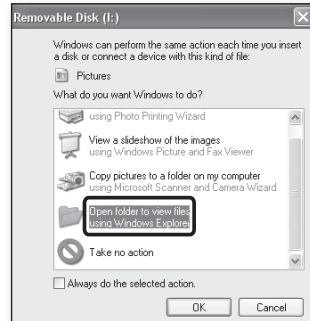 Removable Disk (I:)
Windows can perform the same action each time you insert
a disk or connect a device with this kind of file:
Pictures
What do you want Windows to do?
using Photo Printing Wizard
View a slideshow of the images
using Windows Picture and Fax Viewer
Copy pictures to a folder on my computer
using Microsoft Scanner and Camera Wizard
Open folder to view files
using Windows Explorer
Take no action
Always do the selected action.
OK
Cancel